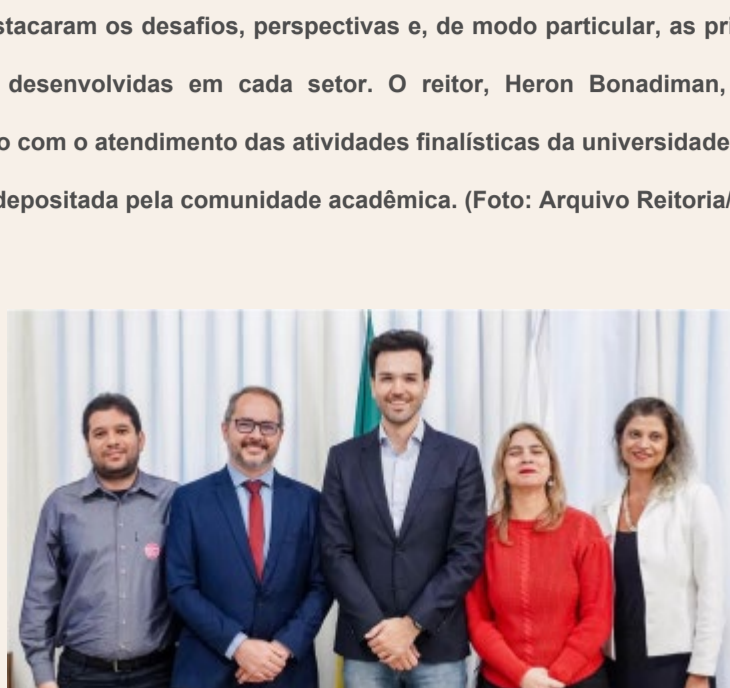 stacaram os desafios, perspectivas e, de modo particular, as pri
desenvolvidas em cada setor. O reitor, Heron Bonadiman,
o com o atendimento das atividades finalísticas da universidade
depositada pela comunidade acadêmica. (Foto: Arquivo Reitoria/